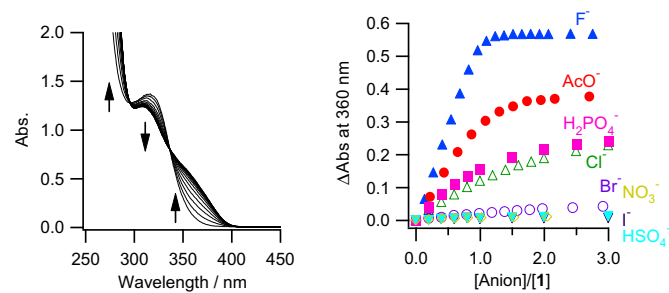 2.0
1.5
1.0
0.5
0.0
Abs.
250 300 350 400 450
Wavelength / nm
0.6
0.5
0.4
0.3
0.2
0.1
0.0
ΔAbs at 360 nm
F⁻
AcO⁻
H₂PO₄⁻
Cl⁻
Br⁻
NO₃⁻
I⁻
HSO₄⁻
0.0 1.0 2.0 3.0
[Anion]/[1]